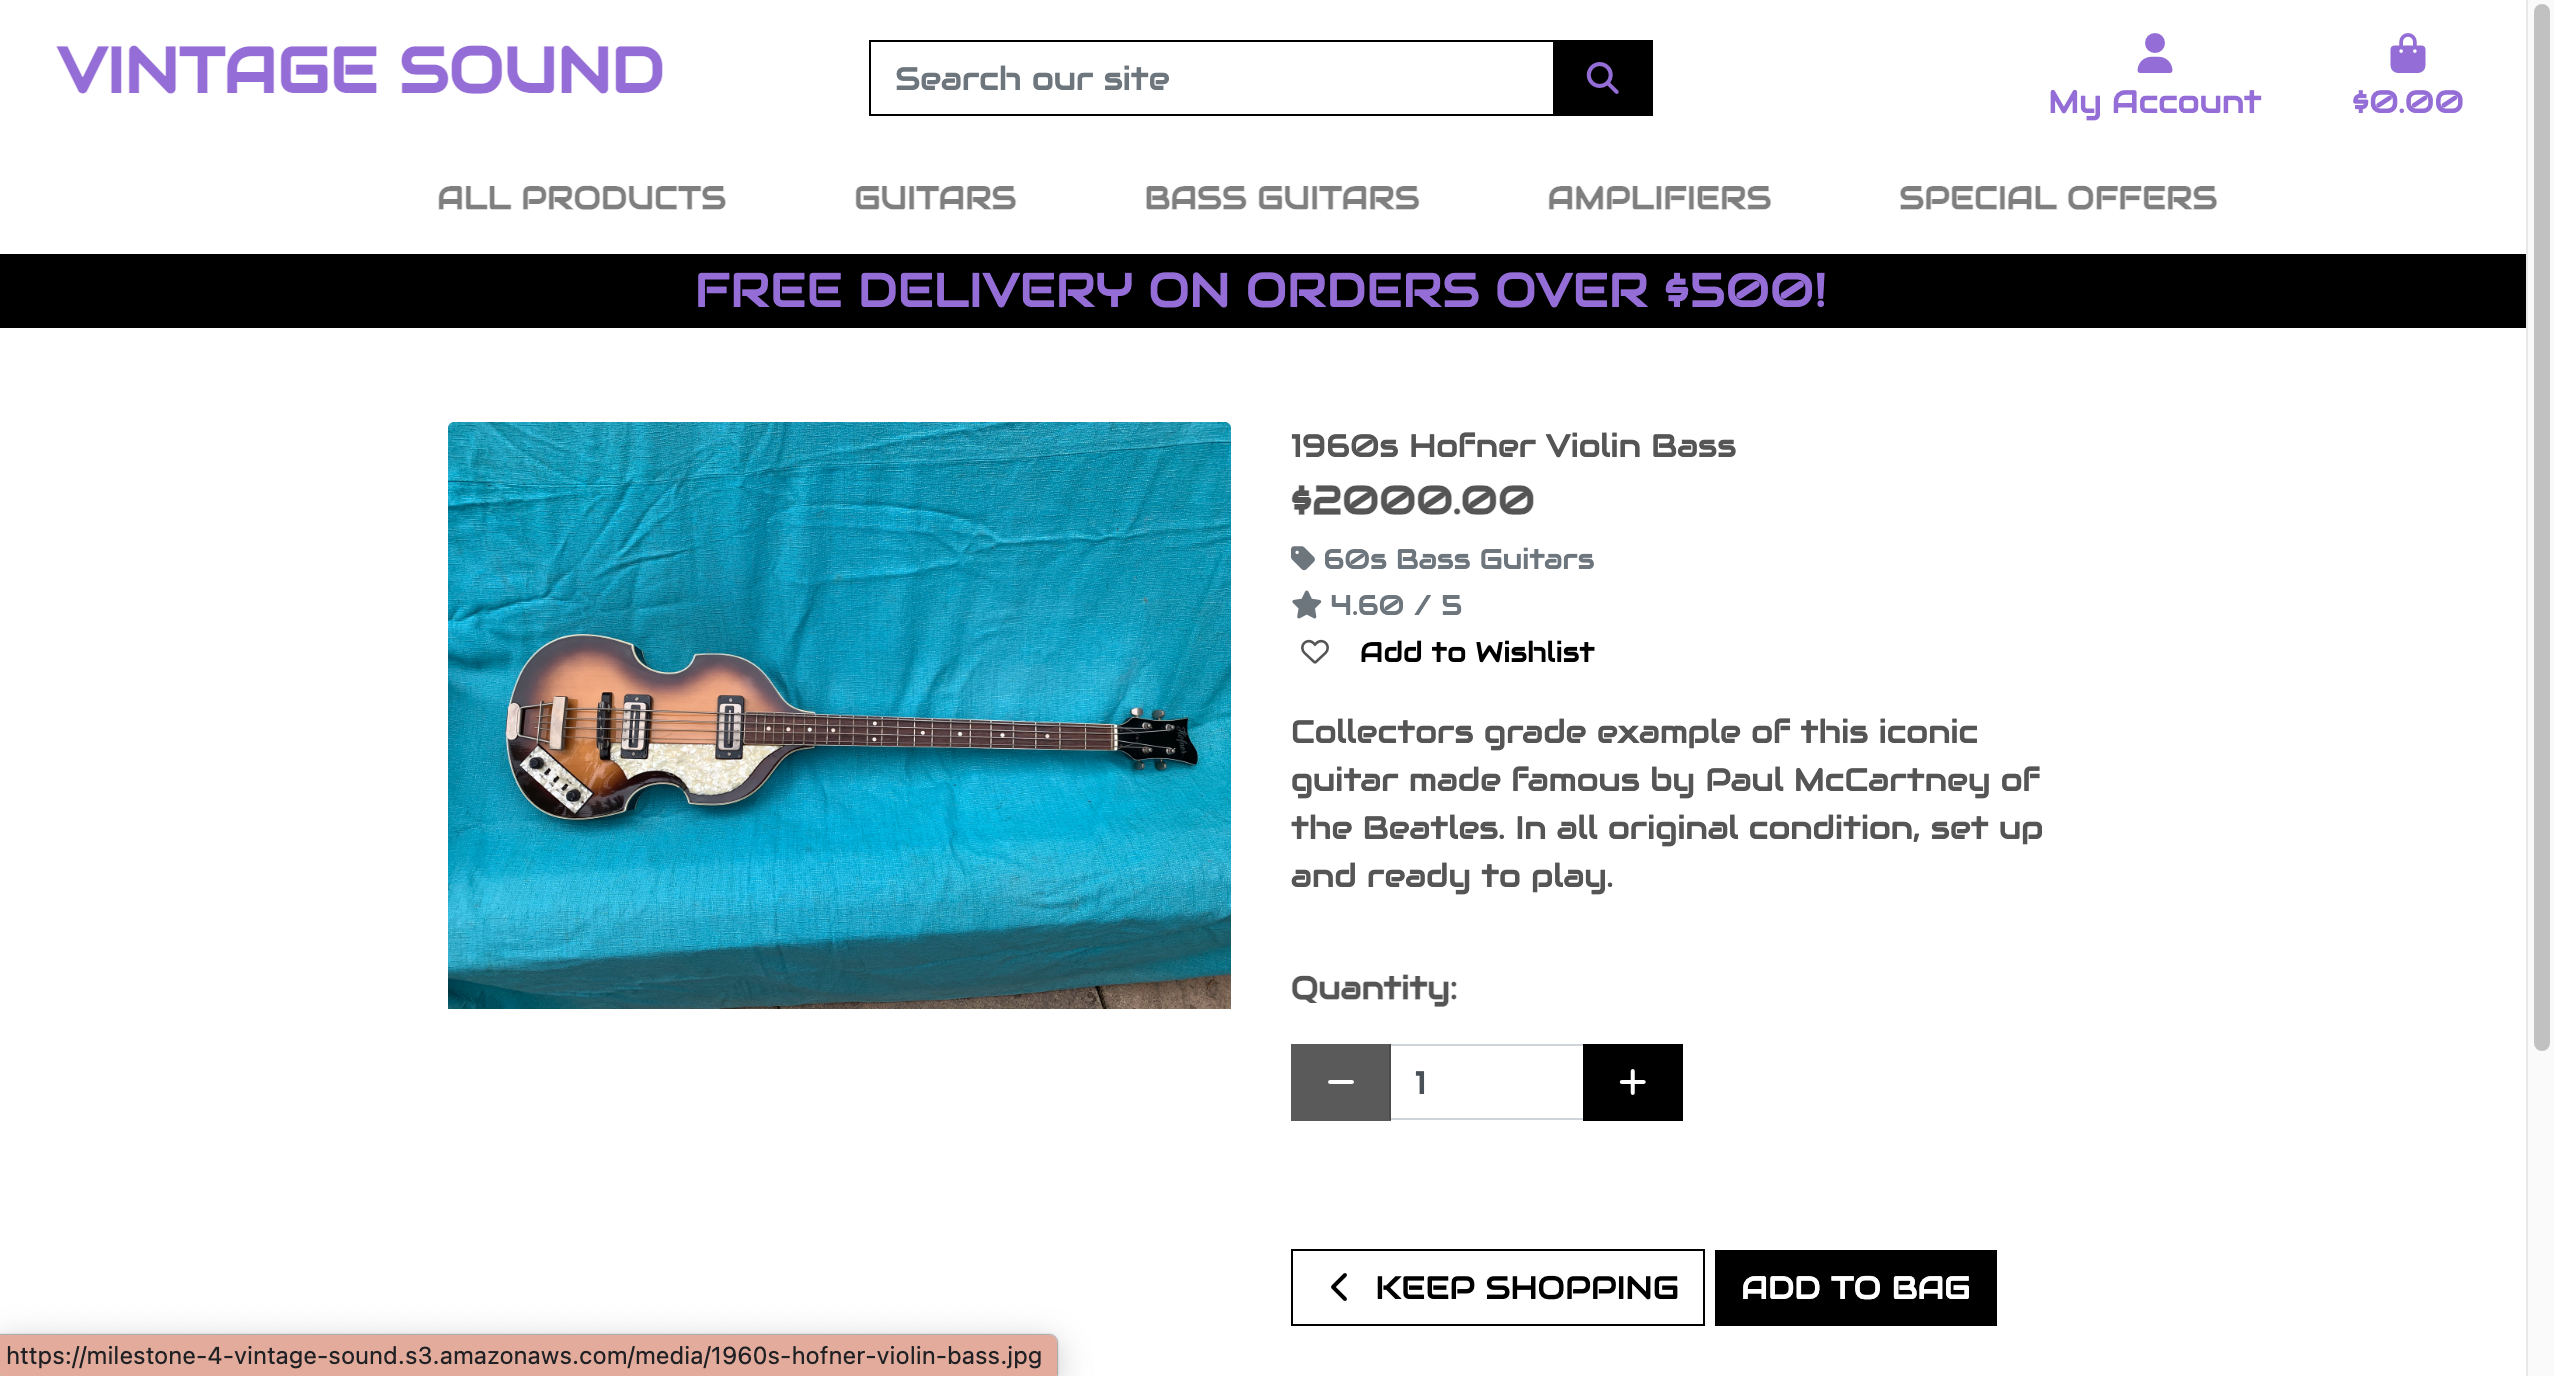 VINTAGE SOUND
Search our site
My Account
$0.00
ALL PRODUCTS
GUITARS
BASS GUITARS
AMPLIFIERS
SPECIAL OFFERS
FREE DELIVERY ON ORDERS OVER $500!
1960s Hofner Violin Bass
$2000.00
60s Bass Guitars
4.60 / 5
Add to Wishlist
Collectors grade example of this iconic
guitar made famous by Paul McCartney of
the Beatles. In all original condition, set up
and ready to play.
Quantity:
1
KEEP SHOPPING
ADD TO BAG
https://milestone-4-vintage-sound.s3.amazonaws.com/media/1960s-hofner-violin-bass.jpg